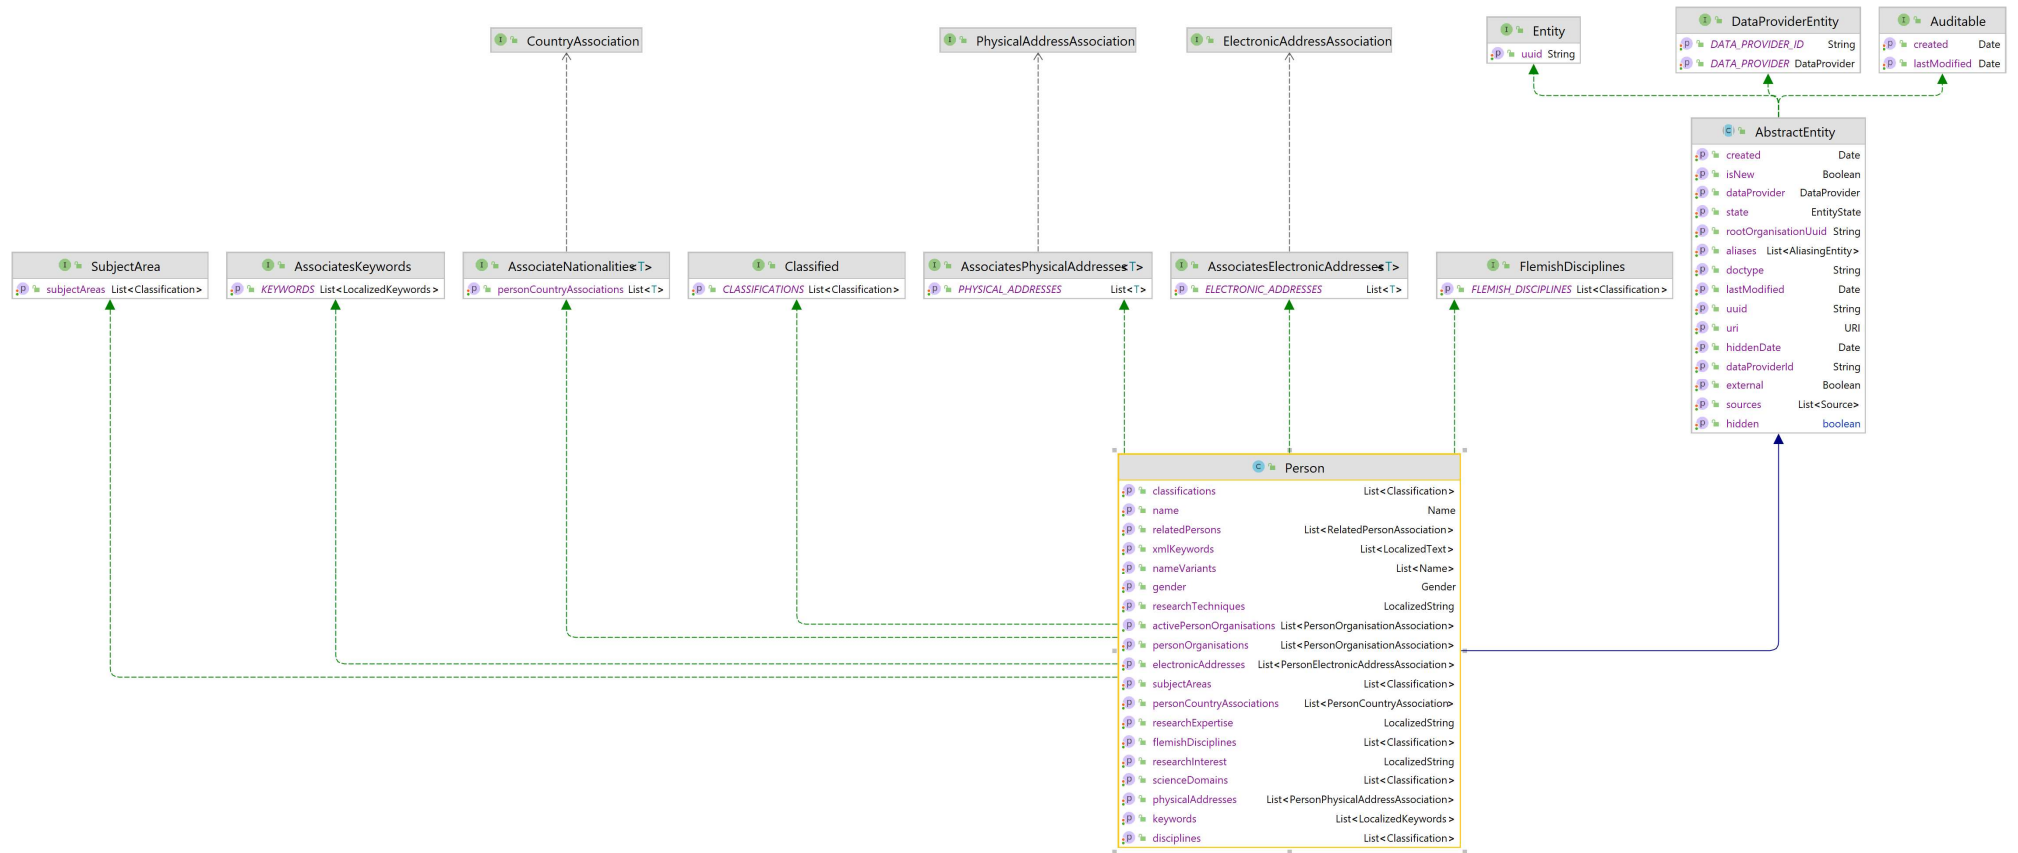 CountryAssociation
PhysicalAddressAssociation
ElectronicAddressAssociation
Entity
uuid String
DataProviderEntity
DATA_PROVIDER_ID String
DATA_PROVIDER DataProvider
Auditable
created Date
lastModified Date
AbstractEntity
created Date
isNew Boolean
dataProvider DataProvider
state EntityState
rootOrganisationUuid String
aliases List<AliasingEntity>
doctype String
lastModified Date
uuid String
uri URI
hiddenDate Date
dataProviderId String
external Boolean
sources List<Source>
hidden boolean
SubjectArea
subjectAreas List<Classification>
AssociatesKeywords
KEYWORDS List<LocalizedKeywords>
AssociateNationalities<T>
personCountryAssociations List<T>
Classified
CLASSIFICATIONS List<Classification>
AssociatesPhysicalAddresses<T>
PHYSICAL_ADDRESSES List<T>
AssociatesElectronicAddresses<T>
ELECTRONIC_ADDRESSES List<T>
FlemishDisciplines
FLEMISH_DISCIPLINES List<Classification>
Person
classifications List<Classification>
name Name
relatedPersons List<RelatedPersonAssociation>
xmlKeywords List<LocalizedText>
nameVariants List<Name>
gender Gender
researchTechniques LocalizedString
activePersonOrganisations List<PersonOrganisationAssociation>
personOrganisations List<PersonOrganisationAssociation>
electronicAddresses List<PersonElectronicAddressAssociation>
subjectAreas List<Classification>
personCountryAssociations List<PersonCountryAssociation>
researchExpertise LocalizedString
flemishDisciplines List<Classification>
researchInterest LocalizedString
scienceDomains List<Classification>
physicalAddresses List<PersonPhysicalAddressAssociation>
keywords List<LocalizedKeywords>
disciplines List<Classification>